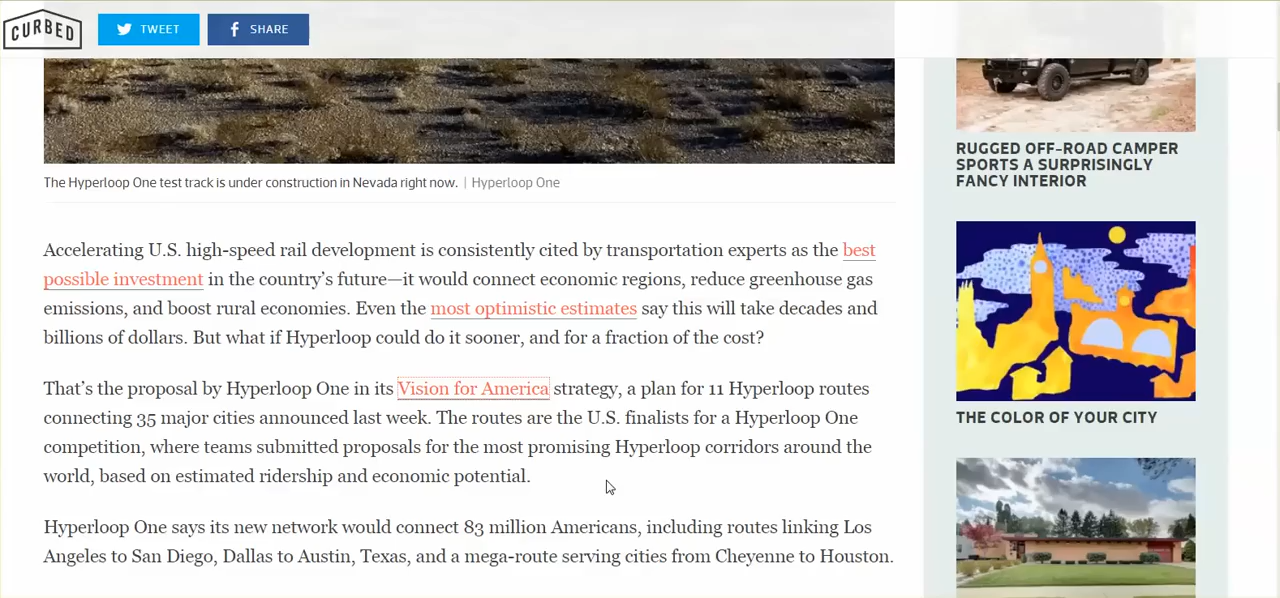 CURBED
TWEET
SHARE
The Hyperloop One test track is under construction in Nevada right now. | Hyperloop One
Accelerating U.S. high-speed rail development is consistently cited by transportation experts as the best
possible investment in the country’s future—it would connect economic regions, reduce greenhouse gas
emissions, and boost rural economies. Even the most optimistic estimates say this will take decades and
billions of dollars. But what if Hyperloop could do it sooner, and for a fraction of the cost?
That’s the proposal by Hyperloop One in its Vision for America strategy, a plan for 11 Hyperloop routes
connecting 35 major cities announced last week. The routes are the U.S. finalists for a Hyperloop One
competition, where teams submitted proposals for the most promising Hyperloop corridors around the
world, based on estimated ridership and economic potential.
Hyperloop One says its new network would connect 83 million Americans, including routes linking Los
Angeles to San Diego, Dallas to Austin, Texas, and a mega-route serving cities from Cheyenne to Houston.
RUGGED OFF-ROAD CAMPER
SPORTS A SURPRISINGLY
FANCY INTERIOR
THE COLOR OF YOUR CITY